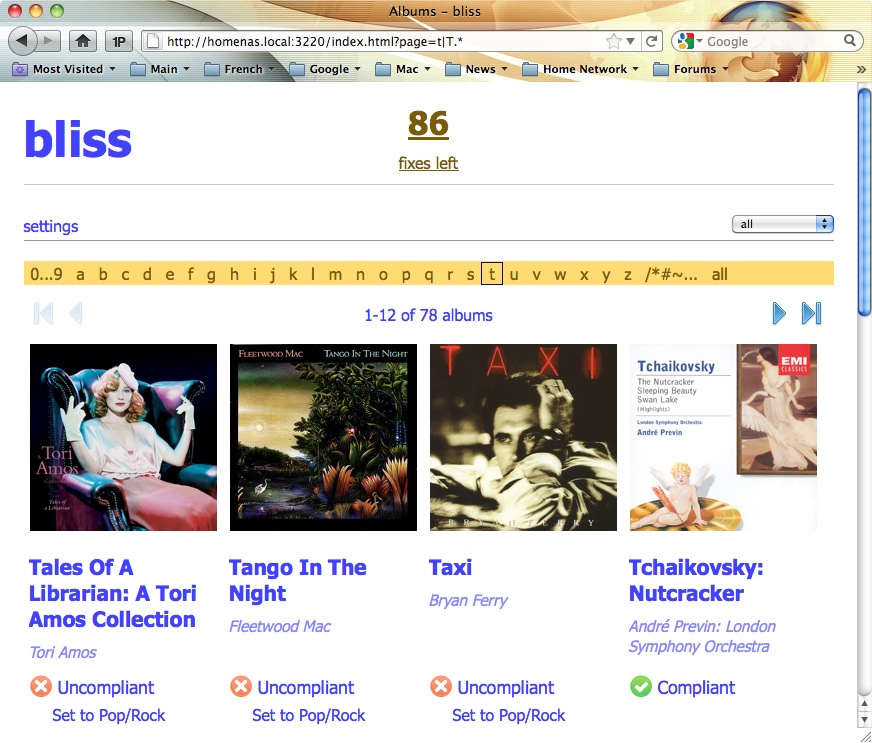 Albums – bliss
1P
http://homenas.local:3220/index.html?page=t|T.*
Google
Most Visited
Main
French
Google
Mac
News
Home Network
Forums
»
bliss
86
fixes left
settings
all
0...9 a b c d e f g h i j k l m n o p q r s t u v w x y z /*#~... all
1-12 of 78 albums
A
Tori
Amos
Collection
Tales of
a Librarian
FLEETWOOD MAC TANGO IN THE NIGHT
TAXI
BRYAN FERRY
Tchaikovsky
The Nutcracker
Sleeping Beauty
Swan Lake
(Highlights)
London Symphony Orchestra
André Previn
EMI
CLASSICS
Tales Of A
Librarian: A Tori
Amos Collection
Tori Amos
Uncompliant
Set to Pop/Rock
Tango In The
Night
Fleetwood Mac
Uncompliant
Set to Pop/Rock
Taxi
Bryan Ferry
Uncompliant
Set to Pop/Rock
Tchaikovsky:
Nutcracker
André Previn: London
Symphony Orchestra
Compliant